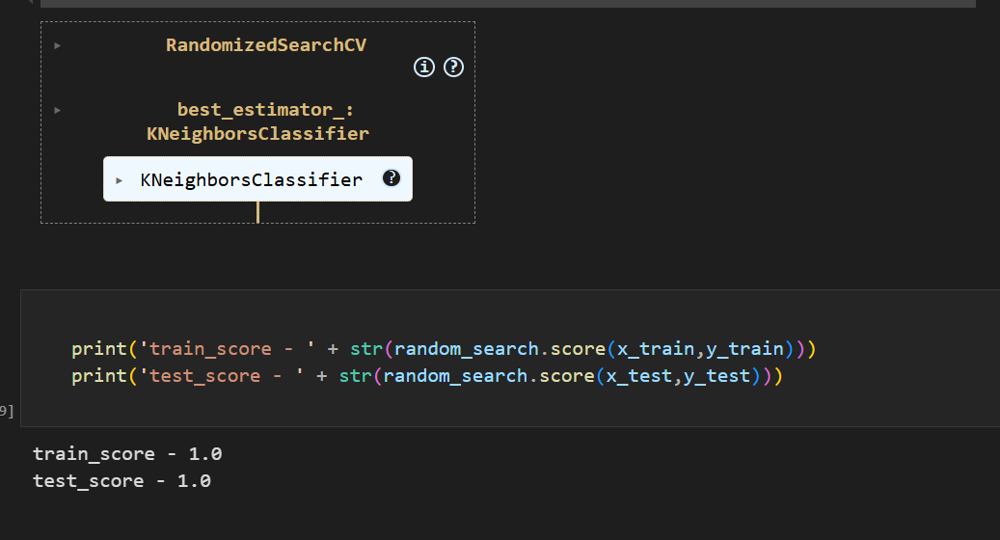 RandomizedSearchCV
i ?
best_estimator_:
KNeighborsClassifier
KNeighborsClassifier ?
print('train_score - ' + str(random_search.score(x_train,y_train)))
print('test_score - ' + str(random_search.score(x_test,y_test)))
9]
train_score - 1.0
test_score - 1.0